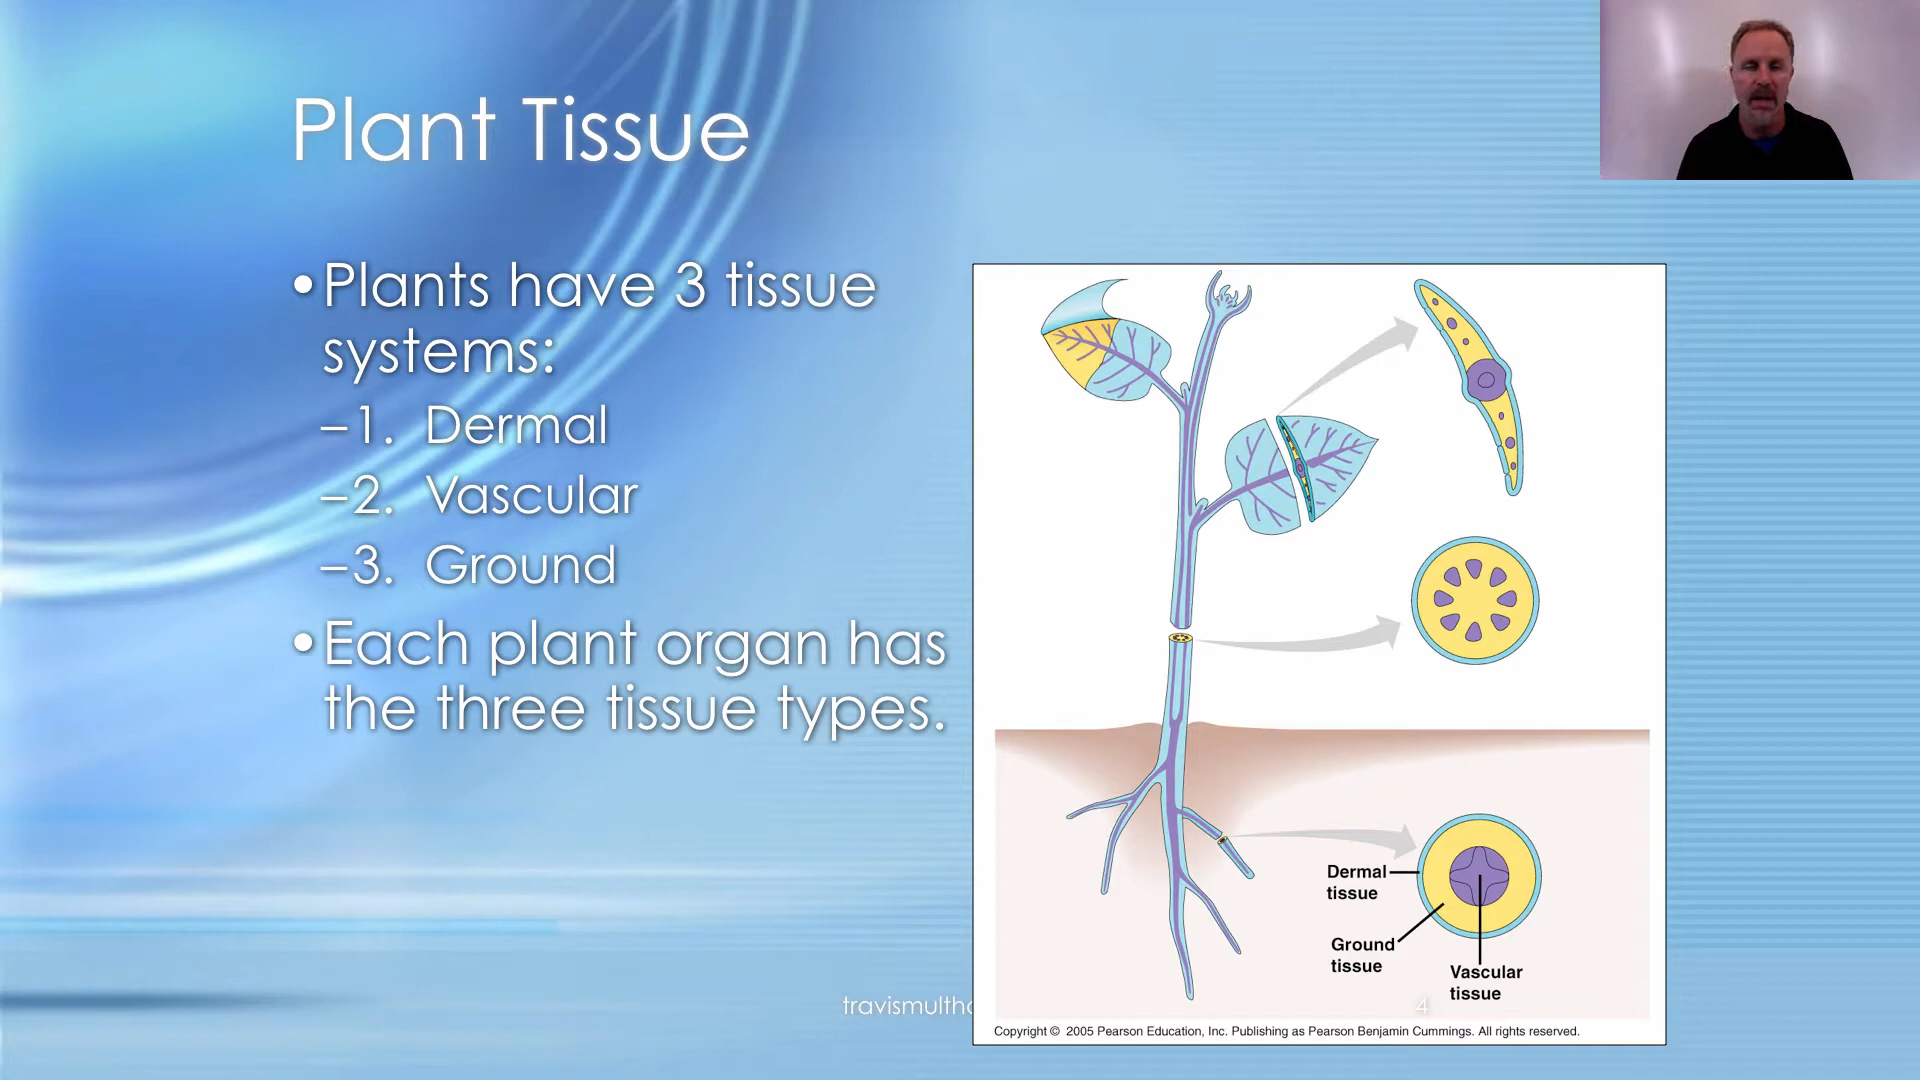 Plant Tissue
•Plants have 3 tissue
systems:
–1. Dermal
–2. Vascular
–3. Ground
•Each plant organ has
the three tissue types.
Dermal
tissue
Ground
tissue
Vascular
tissue
4
Copyright © 2005 Pearson Education, Inc. Publishing as Pearson Benjamin Cummings. All rights reserved.